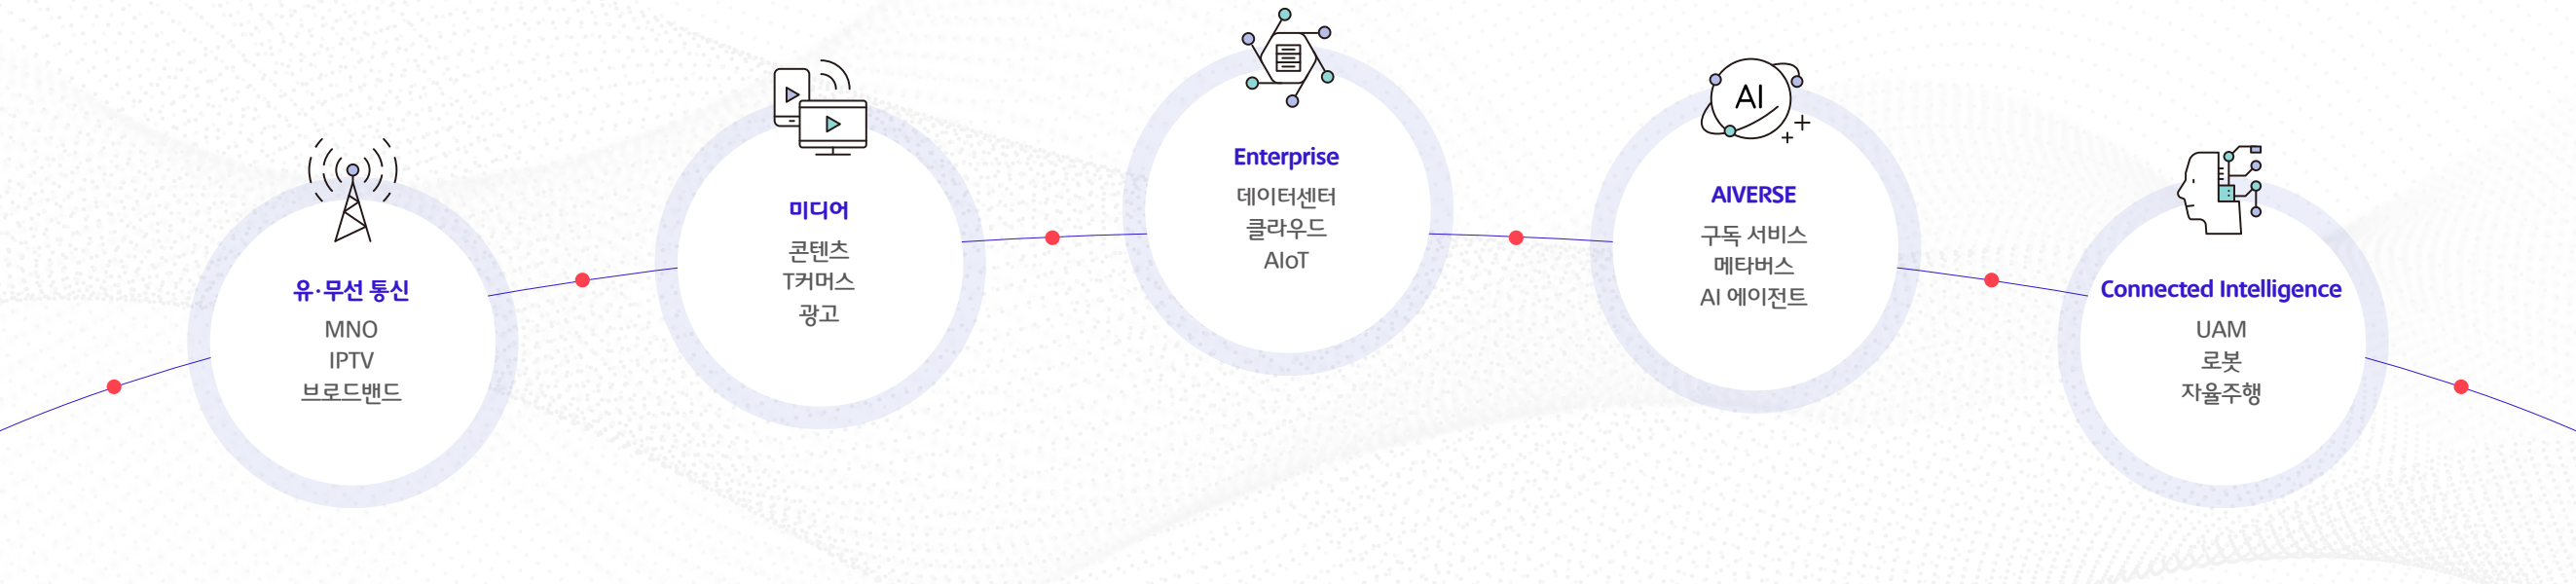 유·무선 통신
MNO
IPTV
브로드밴드
미디어
콘텐츠
T커머스
광고
Enterprise
데이터센터
클라우드
AIoT
AI
AIVERSE
구독 서비스
메타버스
AI 에이전트
Connected Intelligence
UAM
로봇
자율주행